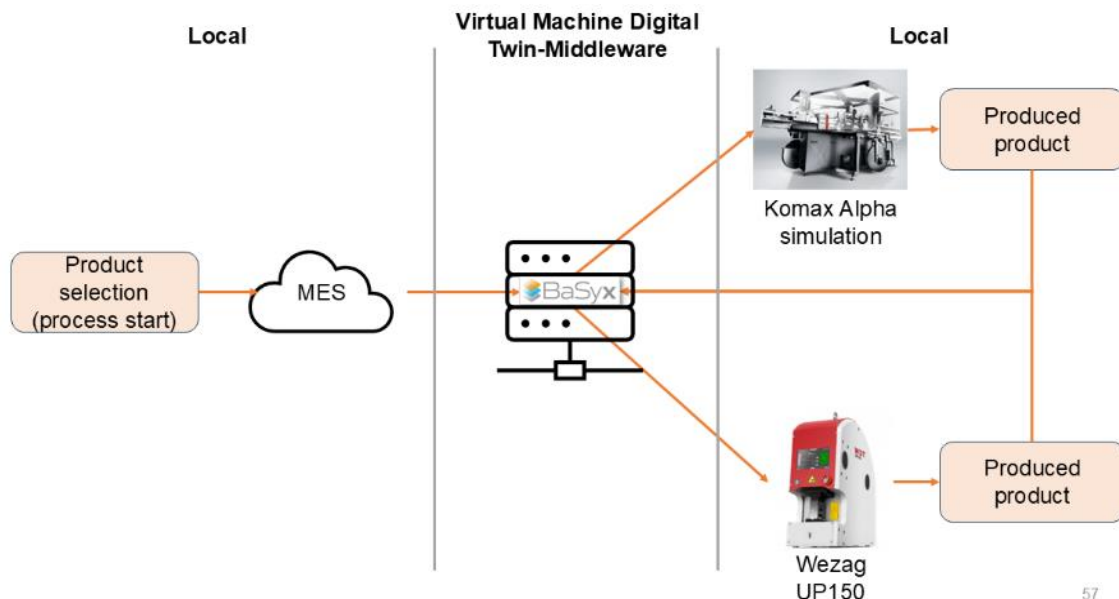 Local
Virtual Machine Digital
Twin-Middleware
Local
Produced
product
Komax Alpha
simulation
Product
selection
(process start)
MES
BaSyx
Produced
product
Wezag
UP150
57